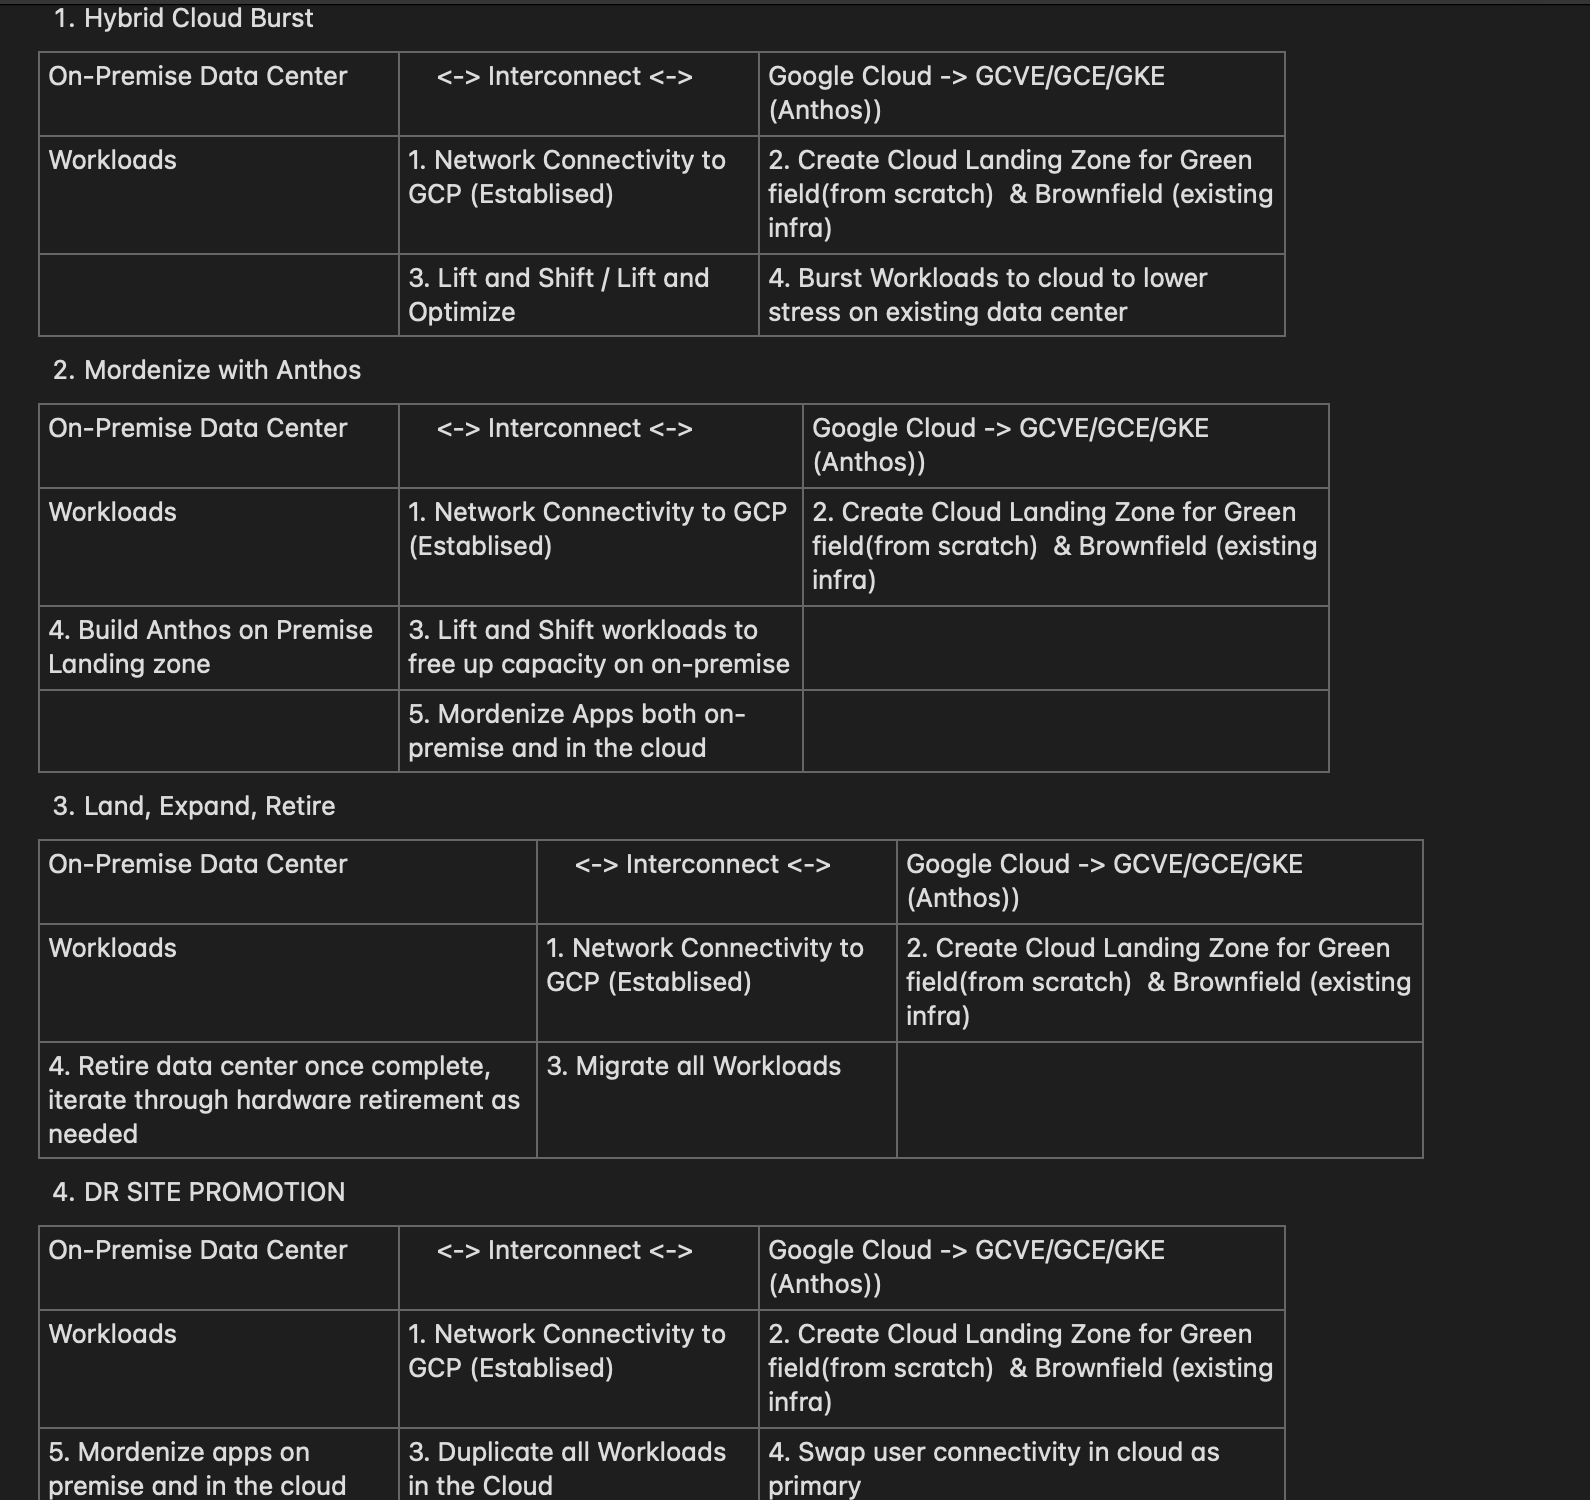 1. Hybrid Cloud Burst
On-Premise Data Center
<-> Interconnect <->
Google Cloud -> GCVE/GCE/GKE
(Anthos))
Workloads
1. Network Connectivity to
GCP (Establised)
2. Create Cloud Landing Zone for Green
field(from scratch)  & Brownfield (existing
infra)
3. Lift and Shift / Lift and
Optimize
4. Burst Workloads to cloud to lower
stress on existing data center
2. Mordenize with Anthos
On-Premise Data Center
<-> Interconnect <->
Google Cloud -> GCVE/GCE/GKE
(Anthos))
Workloads
1. Network Connectivity to GCP
(Establised)
2. Create Cloud Landing Zone for Green
field(from scratch)  & Brownfield (existing
infra)
4. Build Anthos on Premise
Landing zone
3. Lift and Shift workloads to
free up capacity on on-premise
5. Mordenize Apps both on-
premise and in the cloud
3. Land, Expand, Retire
On-Premise Data Center
<-> Interconnect <->
Google Cloud -> GCVE/GCE/GKE
(Anthos))
Workloads
1. Network Connectivity to
GCP (Establised)
2. Create Cloud Landing Zone for Green
field(from scratch)  & Brownfield (existing
infra)
4. Retire data center once complete,
iterate through hardware retirement as
needed
3. Migrate all Workloads
4. DR SITE PROMOTION
On-Premise Data Center
<-> Interconnect <->
Google Cloud -> GCVE/GCE/GKE
(Anthos))
Workloads
1. Network Connectivity to
GCP (Establised)
2. Create Cloud Landing Zone for Green
field(from scratch)  & Brownfield (existing
infra)
5. Mordenize apps on
premise and in the cloud
3. Duplicate all Workloads
in the Cloud
4. Swap user connectivity in cloud as
primary